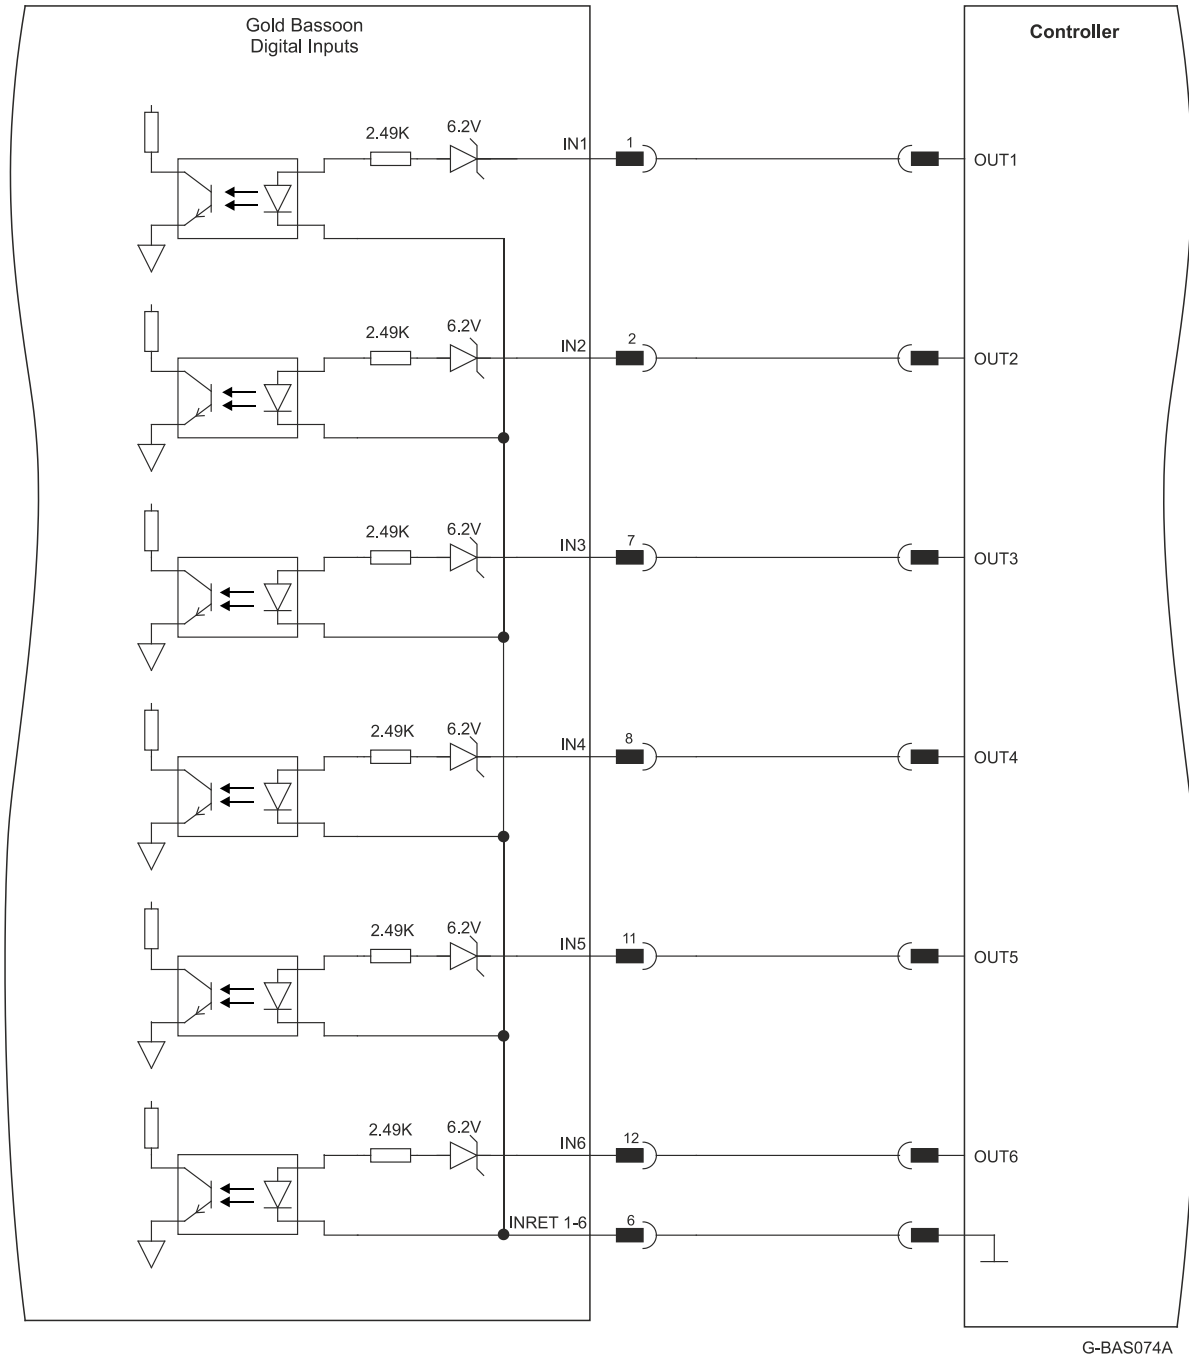 Gold Bassoon
Digital Inputs
Controller
2.49K
6.2V
IN1
1
OUT1
2.49K
6.2V
IN2
2
OUT2
2.49K
6.2V
IN3
7
OUT3
2.49K
6.2V
IN4
8
OUT4
2.49K
6.2V
IN5
11
OUT5
2.49K
6.2V
IN6
12
OUT6
INRET 1-6
6
G-BAS074A